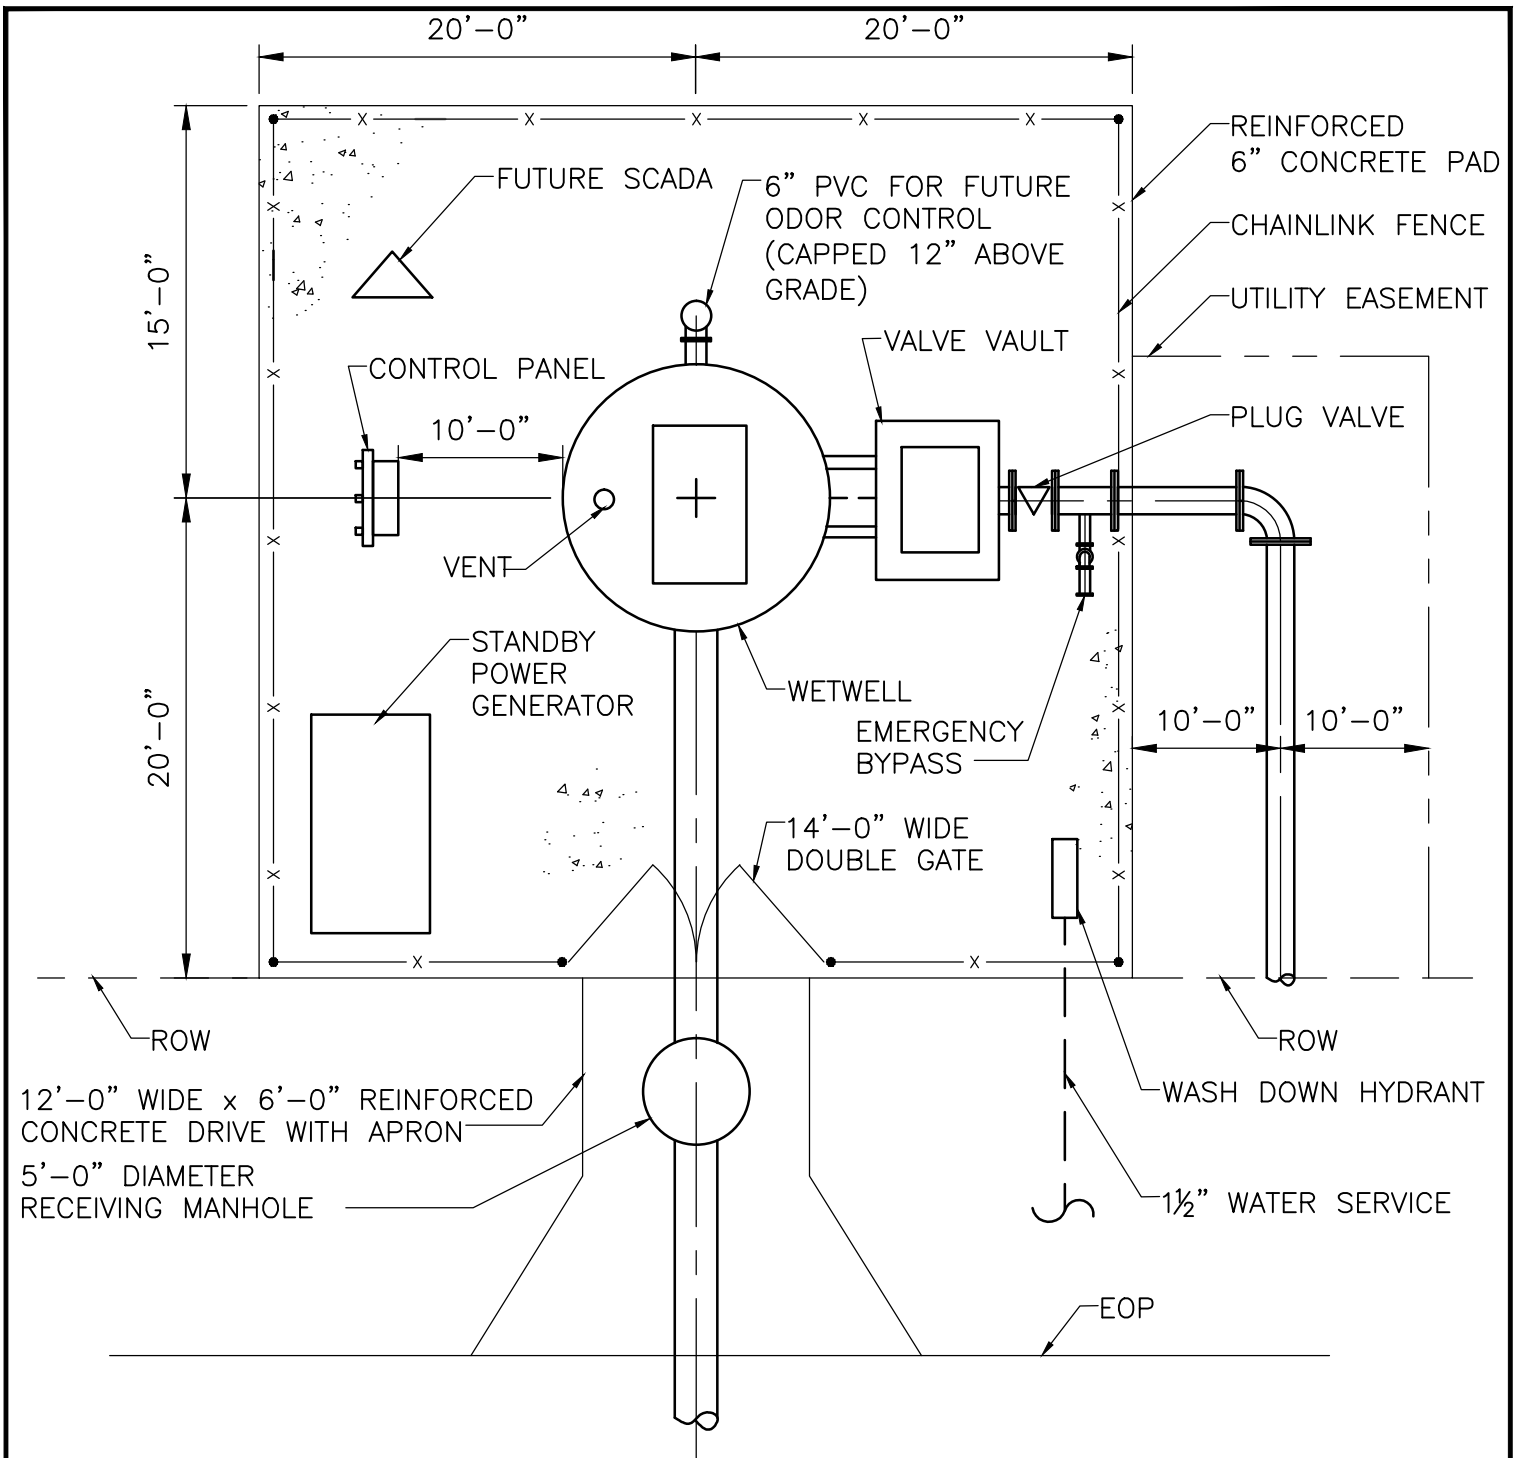 20'-0"
20'-0"
REINFORCED
6" CONCRETE PAD
FUTURE SCADA
6" PVC FOR FUTURE
ODOR CONTROL
(CAPPED 12" ABOVE
GRADE)
CHAINLINK FENCE
15'-0"
UTILITY EASEMENT
VALVE VAULT
CONTROL PANEL
10'-0"
PLUG VALVE
VENT
STANDBY
POWER
GENERATOR
WETWELL
20'-0"
EMERGENCY
BYPASS
10'-0"
10'-0"
14'-0" WIDE
DOUBLE GATE
ROW
ROW
12'-0" WIDE x 6'-0" REINFORCED
CONCRETE DRIVE WITH APRON
WASH DOWN HYDRANT
5'-0" DIAMETER
RECEIVING MANHOLE
1½" WATER SERVICE
EOP